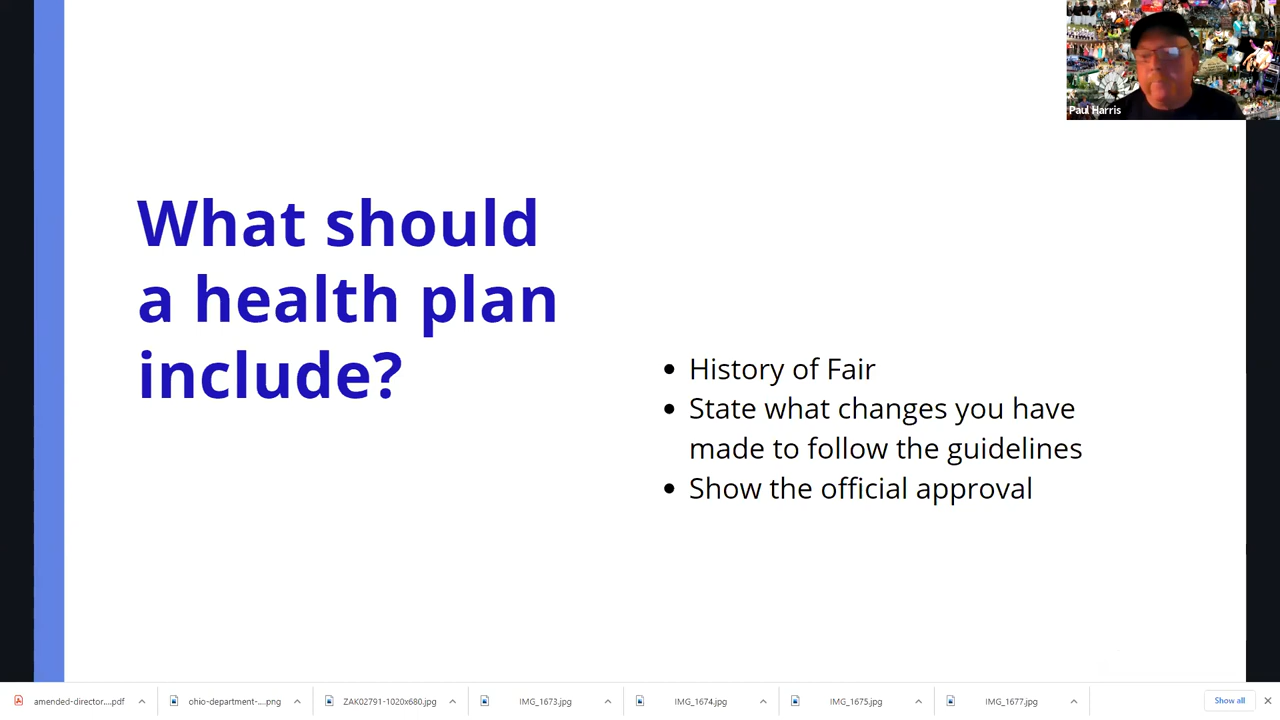 Paul Harris
What should
a health plan
include?
• History of Fair
• State what changes you have
made to follow the guidelines
• Show the official approval
amended-director....pdf
ohio-department-....png
ZAK02791-1020x680.jpg
IMG_1673.jpg
IMG_1674.jpg
IMG_1675.jpg
IMG_1677.jpg
Show all